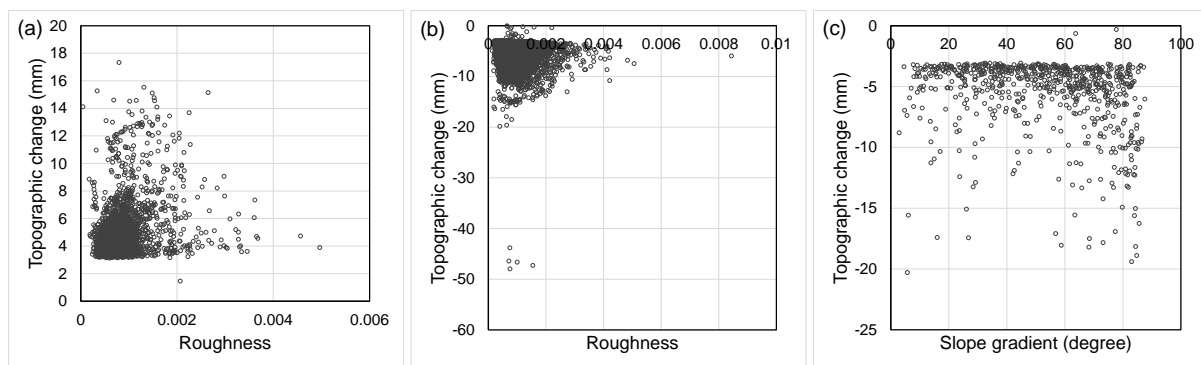 (a)
Topographic change (mm)
20
18
16
14
12
10
8
6
4
2
0
0 0.002 0.004 0.006
Roughness
(b)
Topographic change (mm)
0
0 0.002 0.004 0.006 0.008 0.01
-10
-20
-30
-40
-50
-60
Roughness
(c)
Topographic change (mm)
0
0 20 40 60 80 100
-5
-10
-15
-20
-25
Slope gradient (degree)